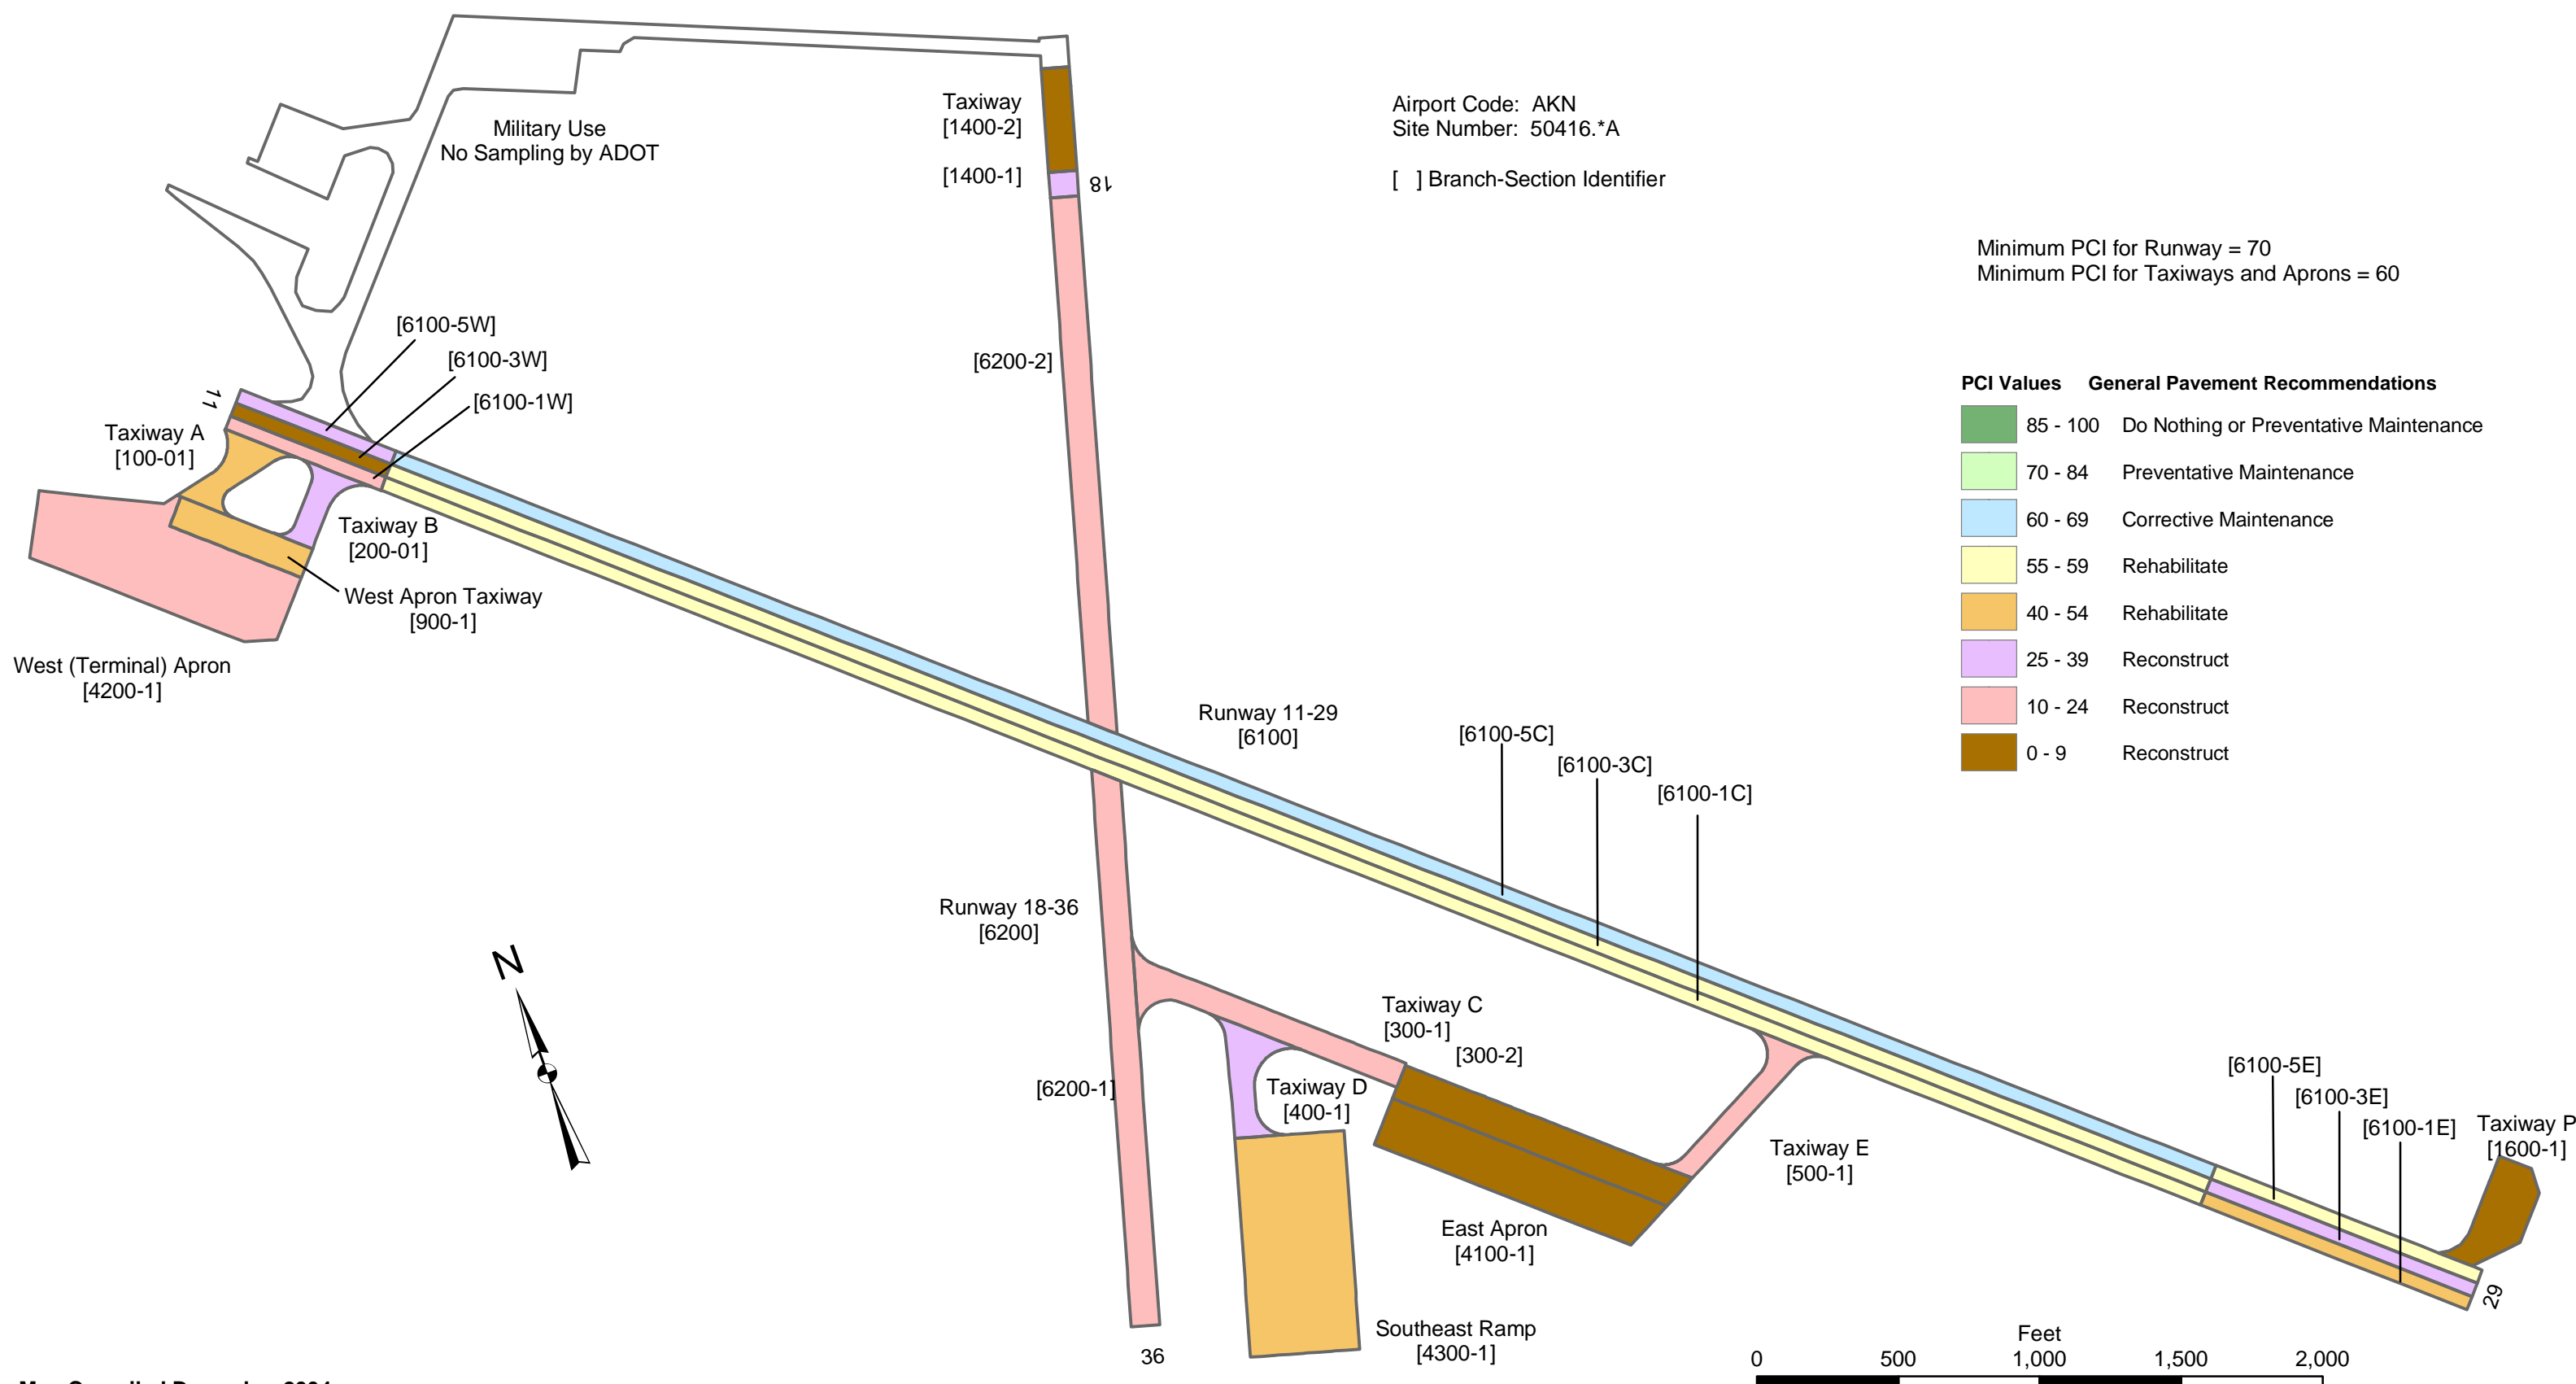 Taxiway
[1400-2]
Airport Code: AKN
Site Number: 50416.*A
Military Use
No Sampling by ADOT
[1400-1]
18
[ ] Branch-Section Identifier
Minimum PCI for Runway = 70
Minimum PCI for Taxiways and Aprons = 60
[6100-5W]
[6100-3W]
[6200-2]
[6100-1W]
11
Taxiway A
[100-01]
PCI Values General Pavement Recommendations
85 - 100 Do Nothing or Preventative Maintenance
70 - 84 Preventative Maintenance
60 - 69 Corrective Maintenance
55 - 59 Rehabilitate
40 - 54 Rehabilitate
25 - 39 Reconstruct
10 - 24 Reconstruct
0 - 9 Reconstruct
Taxiway B
[200-01]
West Apron Taxiway
[900-1]
West (Terminal) Apron
[4200-1]
Runway 11-29
[6100]
[6100-5C]
[6100-3C]
[6100-1C]
Runway 18-36
[6200]
N
Taxiway C
[300-1]
[300-2]
[6200-1]
Taxiway D
[400-1]
[6100-5E]
[6100-3E]
[6100-1E]
Taxiway P
[1600-1]
Taxiway E
[500-1]
East Apron
[4100-1]
29
Southeast Ramp
[4300-1]
36
Feet
0 500 1,000 1,500 2,000